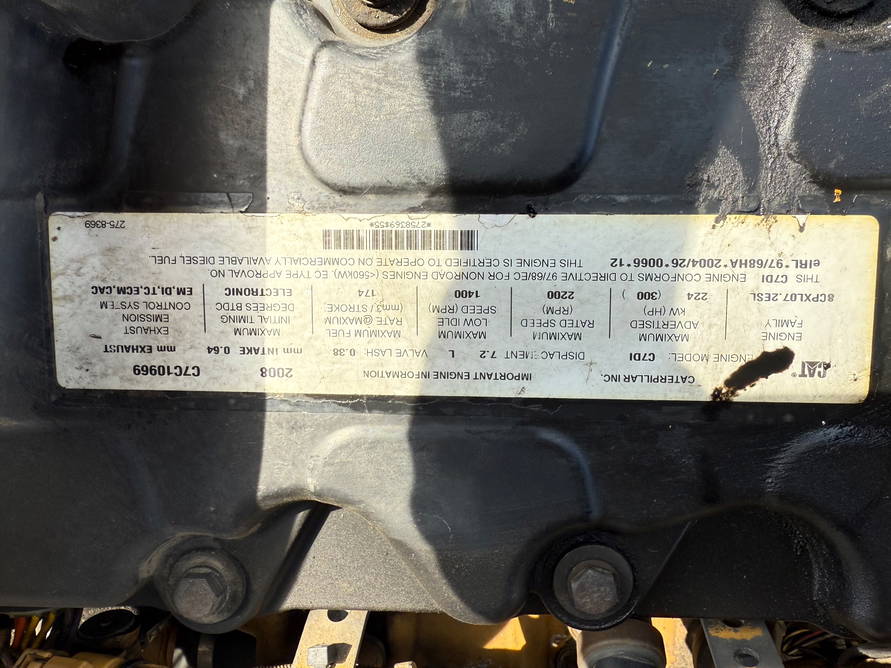 CAT® CATERPILLAR INC. IMPORTANT ENGINE INFORMATION 2008 C7C10969
ENGINE MODEL: C7DI DISPLACEMENT 7.2 L VALVE LASH: 0.38 mm INTAKE 0.64 mm EXHAUST
ENGINE FAMILY 8CPXL07.2ESL
ADVERTISED kW (HP) 224 (300 )
MAXIMUM RATED SPEED (RPM) 2200
MAXIMUM LOW IDLE SPEED (RPM) 1400
MAXIMUM FUEL RATE @MAXIUM (mm³/ STROKE) 174
MAXIMUM INITIAL TIMING DEGREES BTDC ELECTRONIC
EXHAUST EMISSION CONTROL SYSTEM EM,DI,TC,ECM,CAC
THIS C7DI ENGINE CONFORMS TO DIRECTIVE 97/68/EC FOR NONROAD ENGINES (<560kW), EC TYPE APPROVAL NO.
eIRL*97/68HA*2004/26*0066*12 THIS ENGINE IS CERTIFIED TO OPERATE ON COMMERCIALLY AVAILABLE DIESEL FUEL.
*2758369$SS* 275-8369